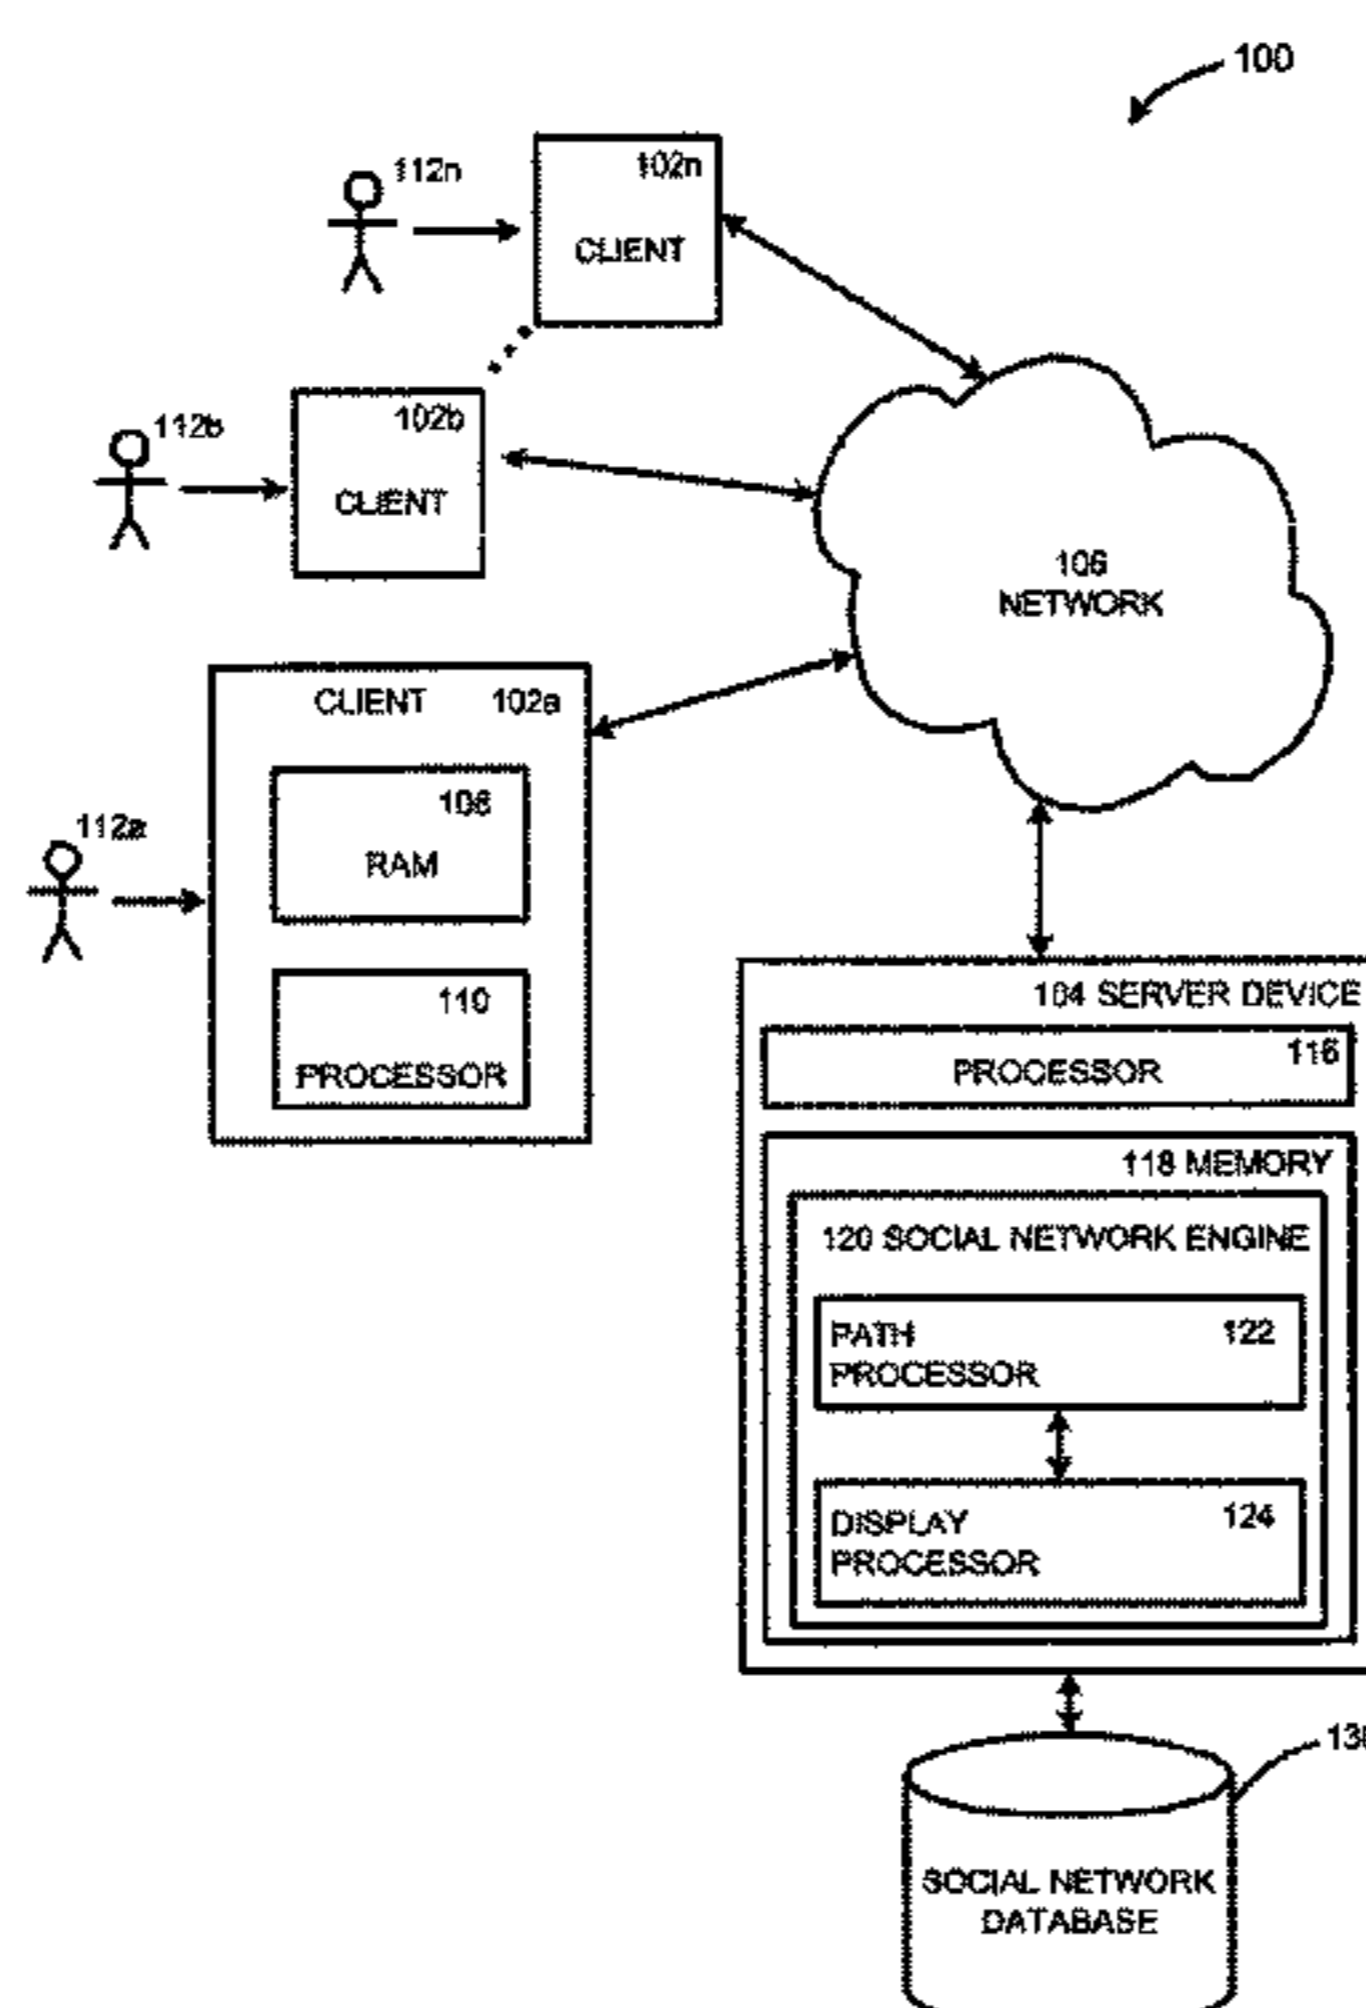 100
112n
102n
CLIENT
112b
102b
CLIENT
106
NETWORK
CLIENT 102a
108
RAM
112a
110
PROCESSOR
104 SERVER DEVICE
PROCESSOR 116
118 MEMORY
120 SOCIAL NETWORK ENGINE
PATH 122
PROCESSOR
DISPLAY 124
PROCESSOR
SOCIAL NETWORK
DATABASE